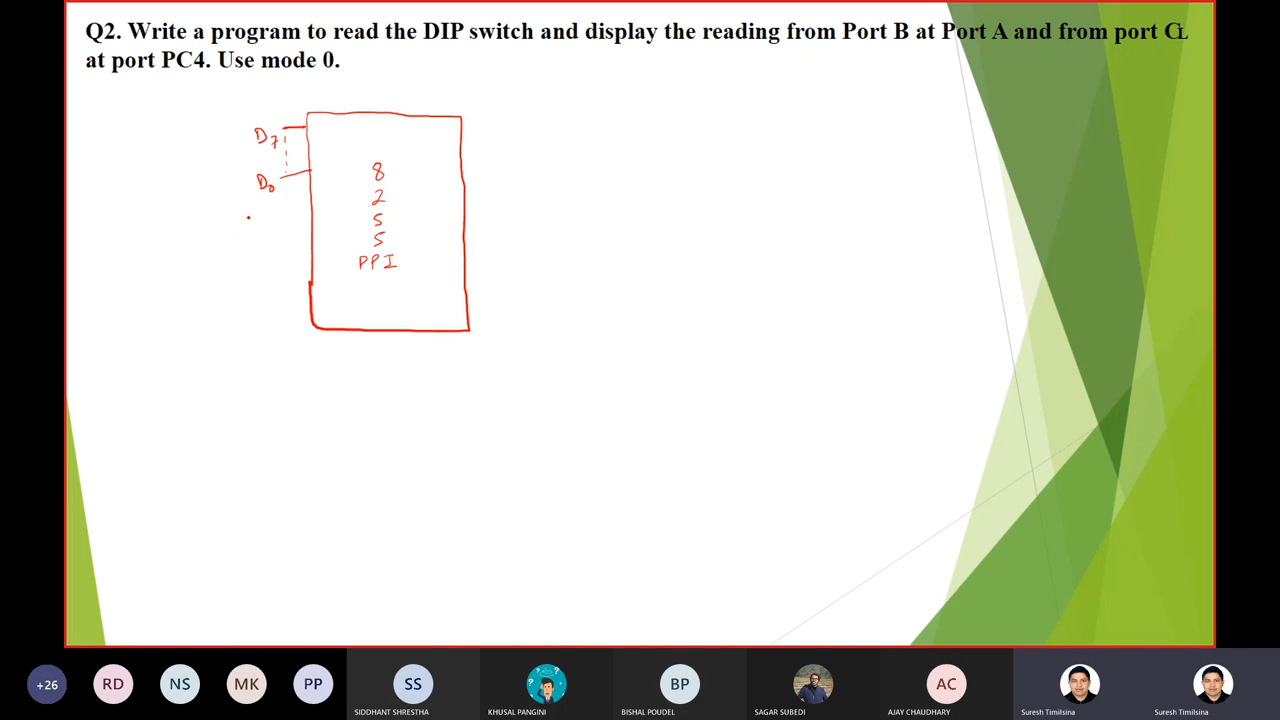 Q2. Write a program to read the DIP switch and display the reading from Port B at Port A and from port CL
at port PC4. Use mode 0.
D7
D0
8
2
5
5
PPI
+26
RD
NS
MK
PP
SS
BP
AC
SIDDHANT SHRESTHA
KHUSAL PANGINI
BISHAL POUDEL
SAGAR SUBEDI
AJAY CHAUDHARY
Suresh Timilsina
Suresh Timilsina